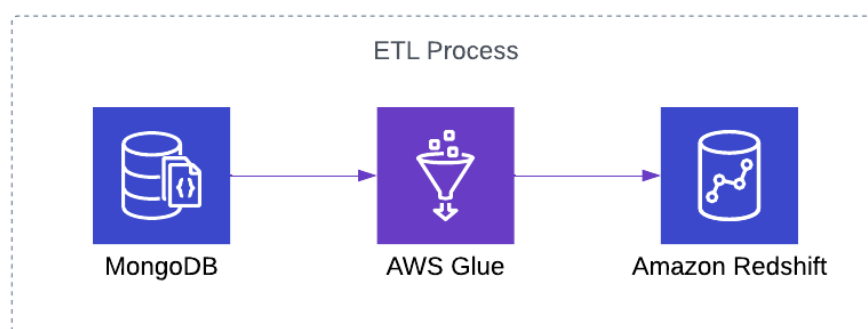 ETL Process
{}
MongoDB
AWS Glue
Amazon Redshift